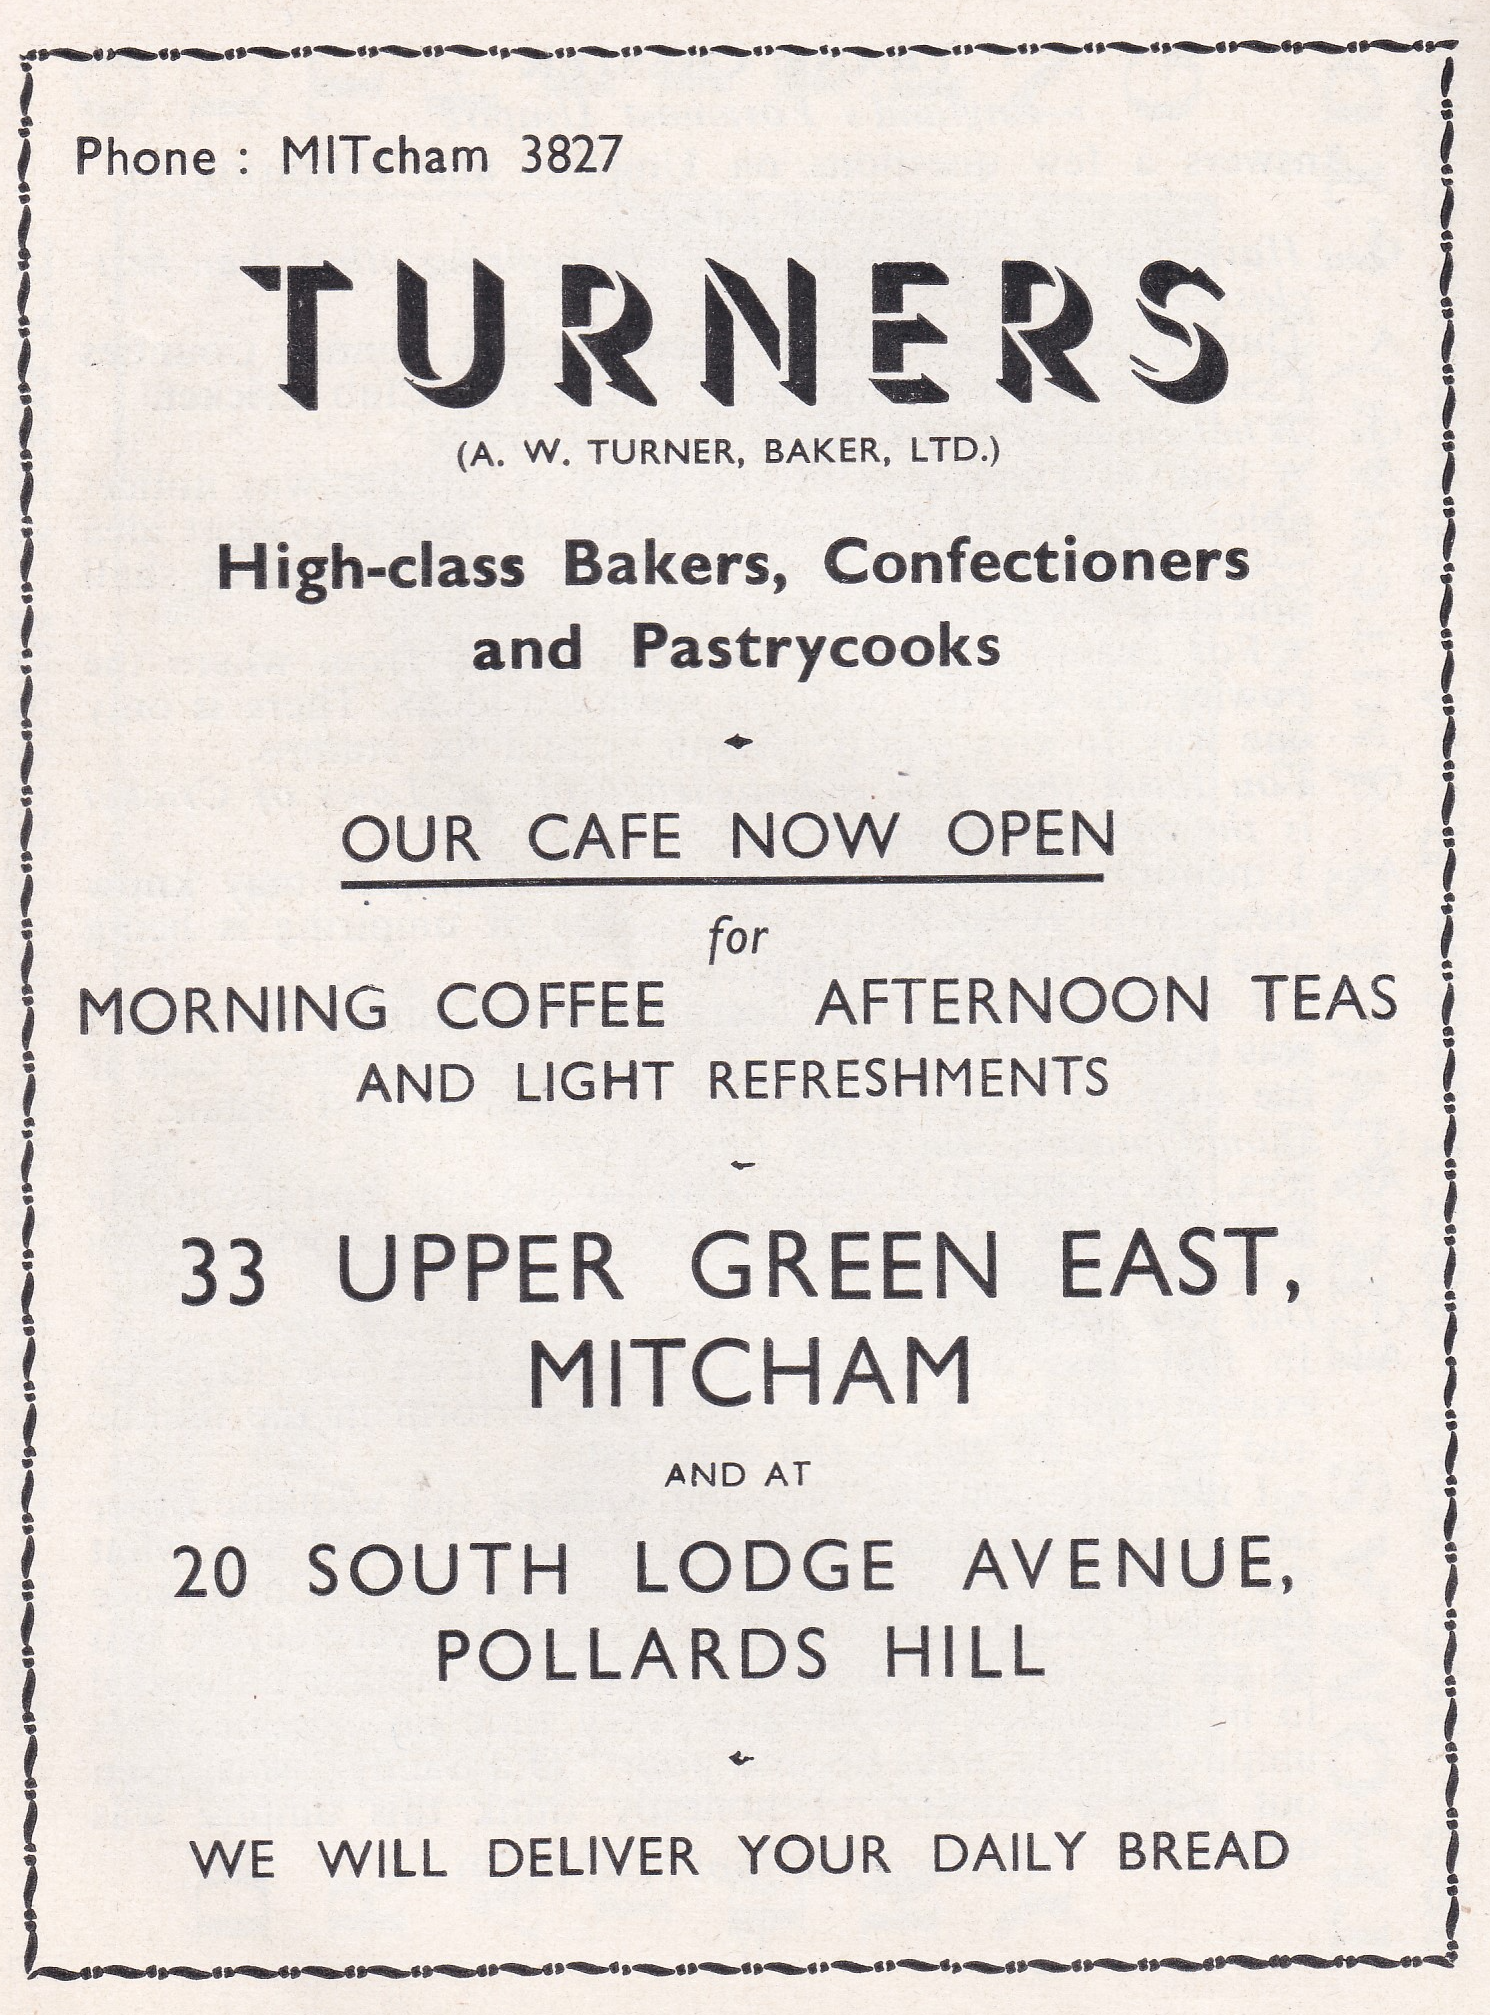 Phone : MITcham 3827
TURNERS
(A. W. TURNER, BAKER, LTD.)
High-class Bakers, Confectioners
and Pastrycooks
OUR CAFE NOW OPEN
for
MORNING COFFEE AFTERNOON TEAS
AND LIGHT REFRESHMENTS
33 UPPER GREEN EAST,
MITCHAM
AND AT
20 SOUTH LODGE AVENUE,
POLLARDS HILL
WE WILL DELIVER YOUR DAILY BREAD